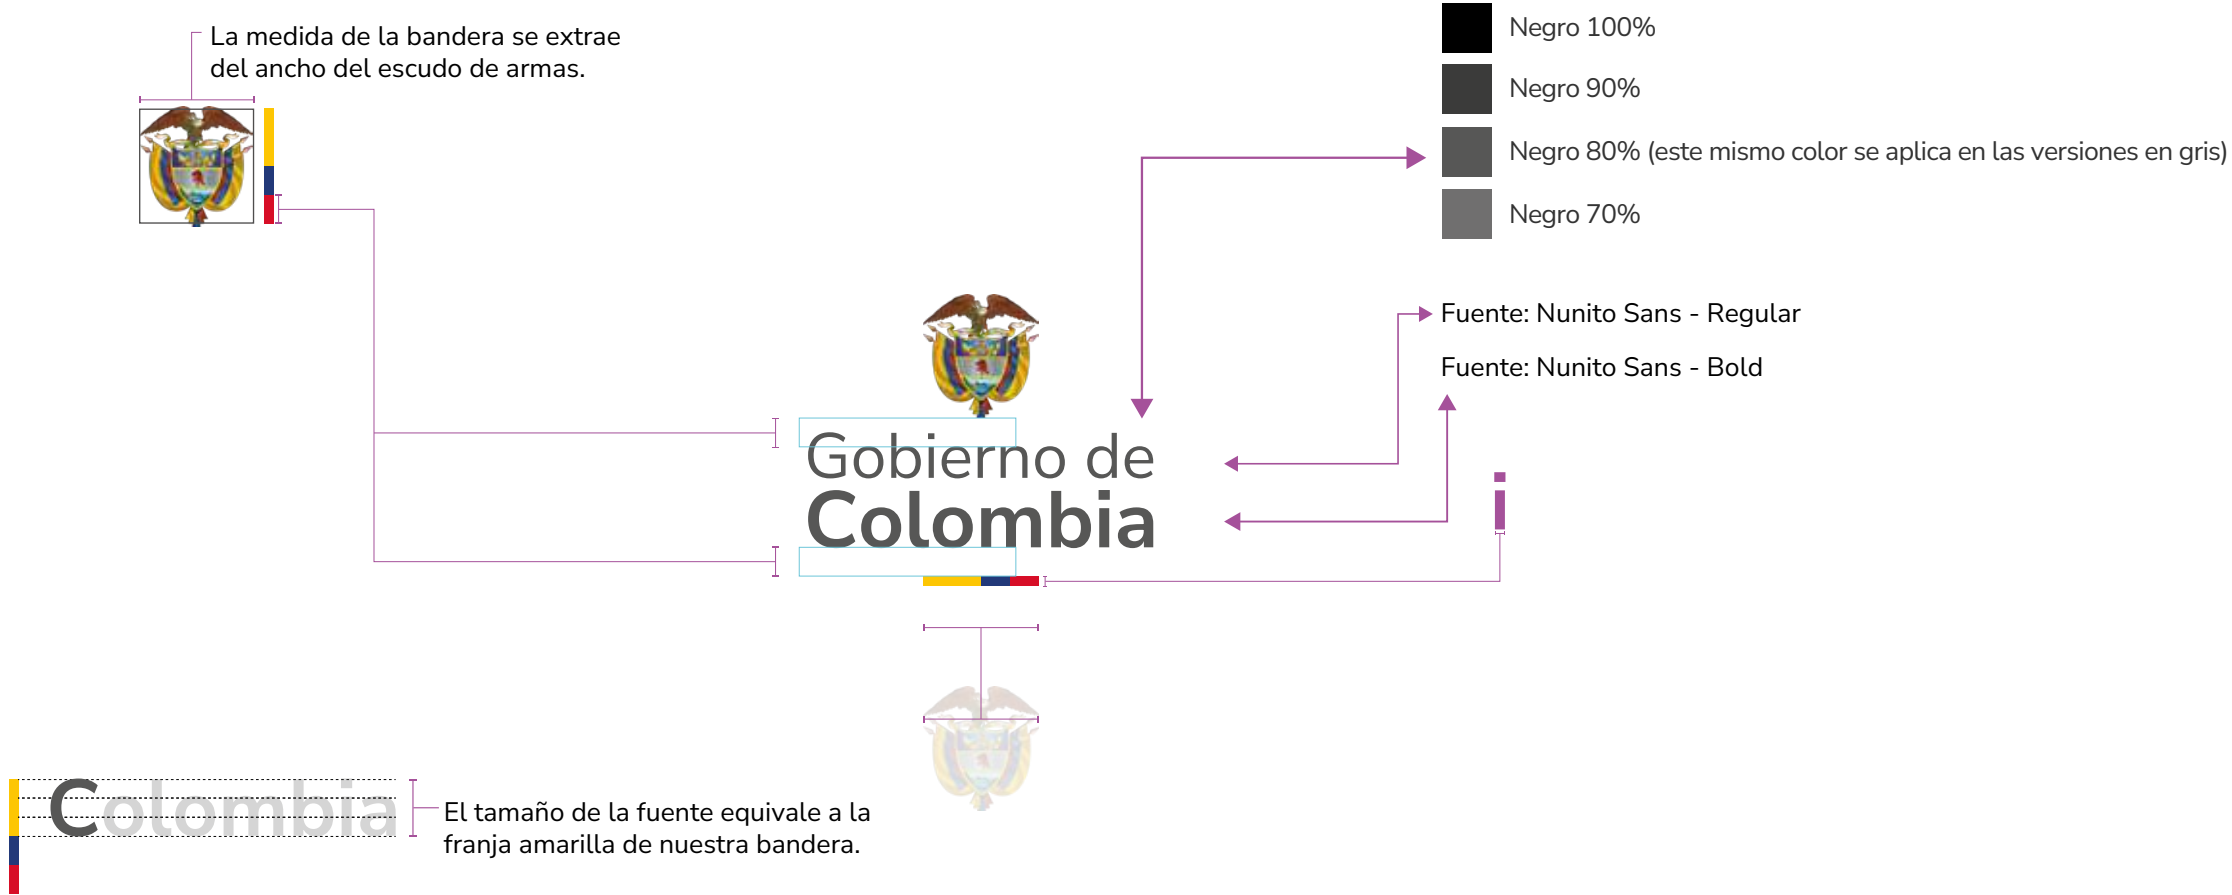 La medida de la bandera se extrae
del ancho del escudo de armas.
Negro 100%
Negro 90%
Negro 80% (este mismo color se aplica en las versiones en gris)
Negro 70%
Fuente: Nunito Sans - Regular
Fuente: Nunito Sans - Bold
Gobierno de
Colombia
i
Colombia
El tamaño de la fuente equivale a la
franja amarilla de nuestra bandera.